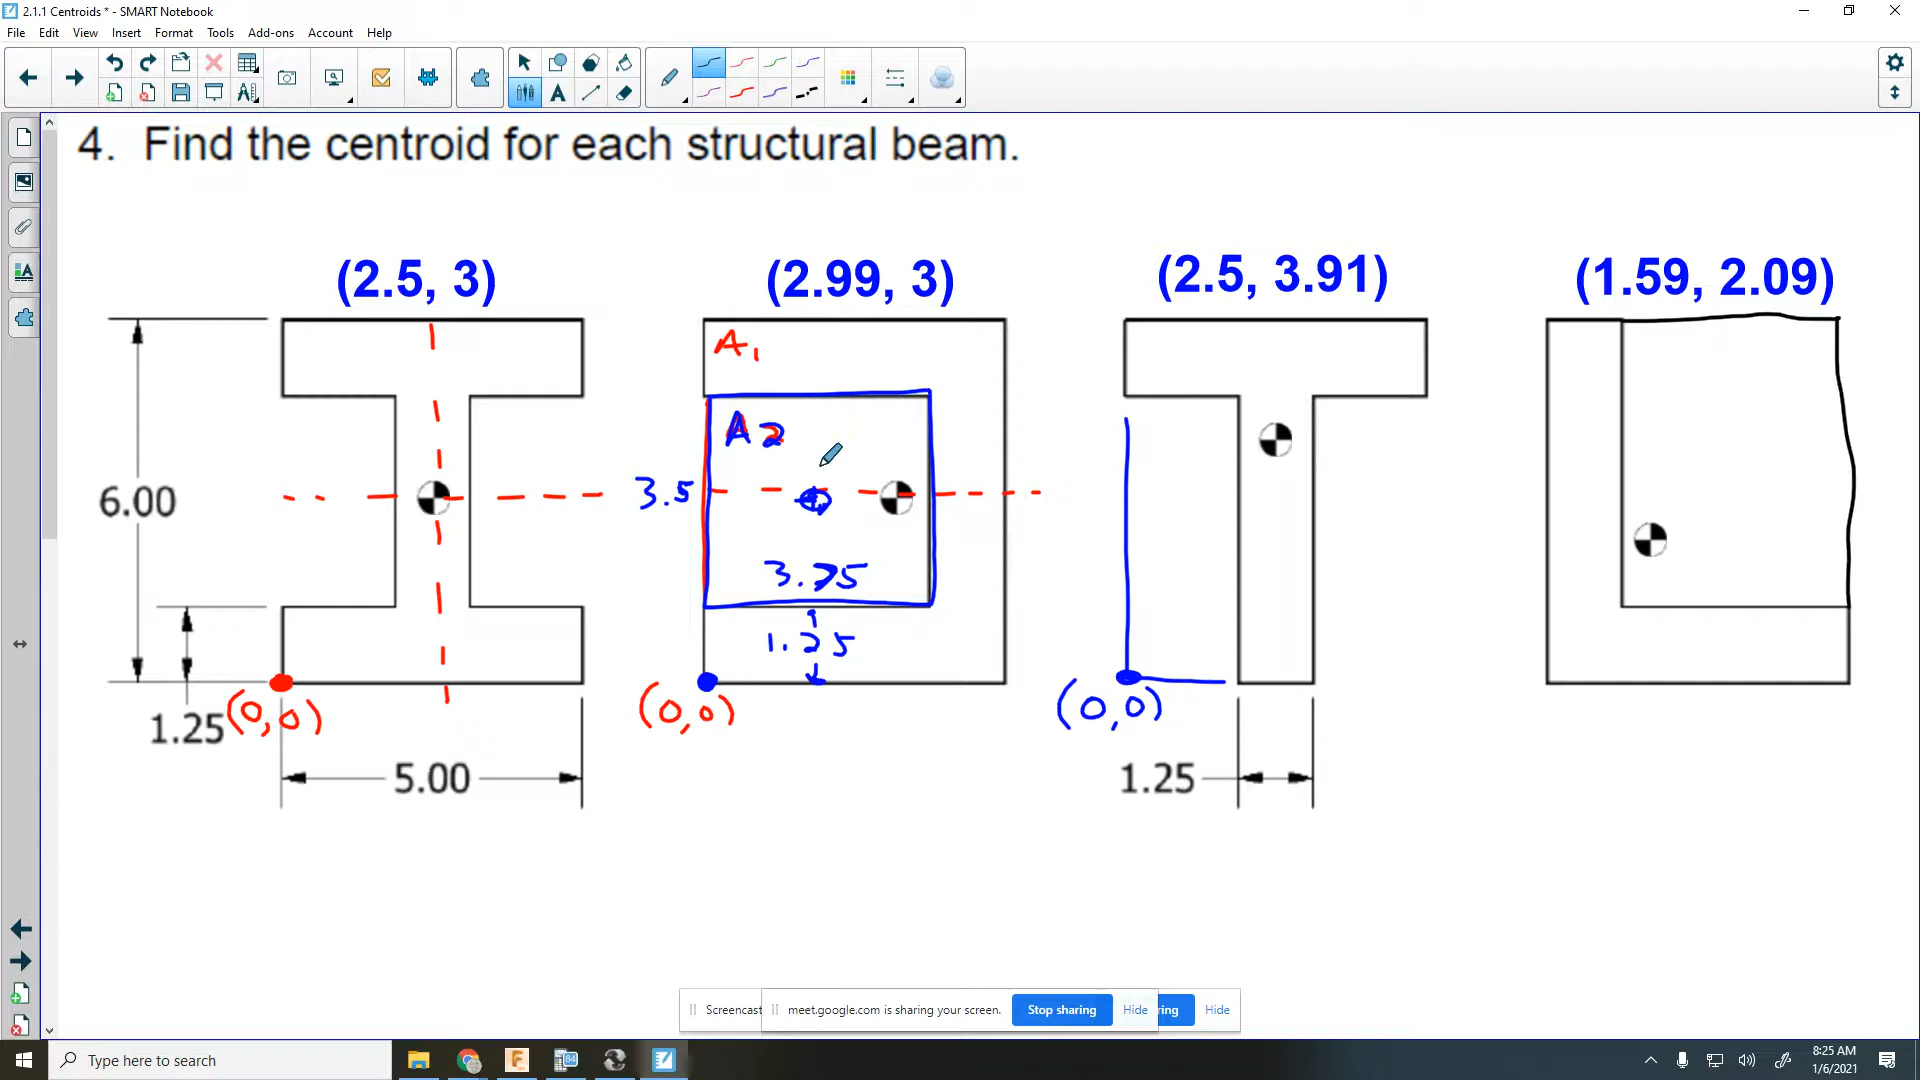 2.1.1 Centroids * - SMART Notebook
File Edit View Insert Format Tools Add-ons Account Help
4. Find the centroid for each structural beam.
(2.5, 3)
(2.99, 3)
(2.5, 3.91)
(1.59, 2.09)
A1
A2
6.00
3.5
3.75
1.25
1.25
(0,0)
(0,0)
(0,0)
5.00
1.25
Screencast
meet.google.com is sharing your screen. Stop sharing Hide
ring Hide
Type here to search
84
8:25 AM
1/6/2021